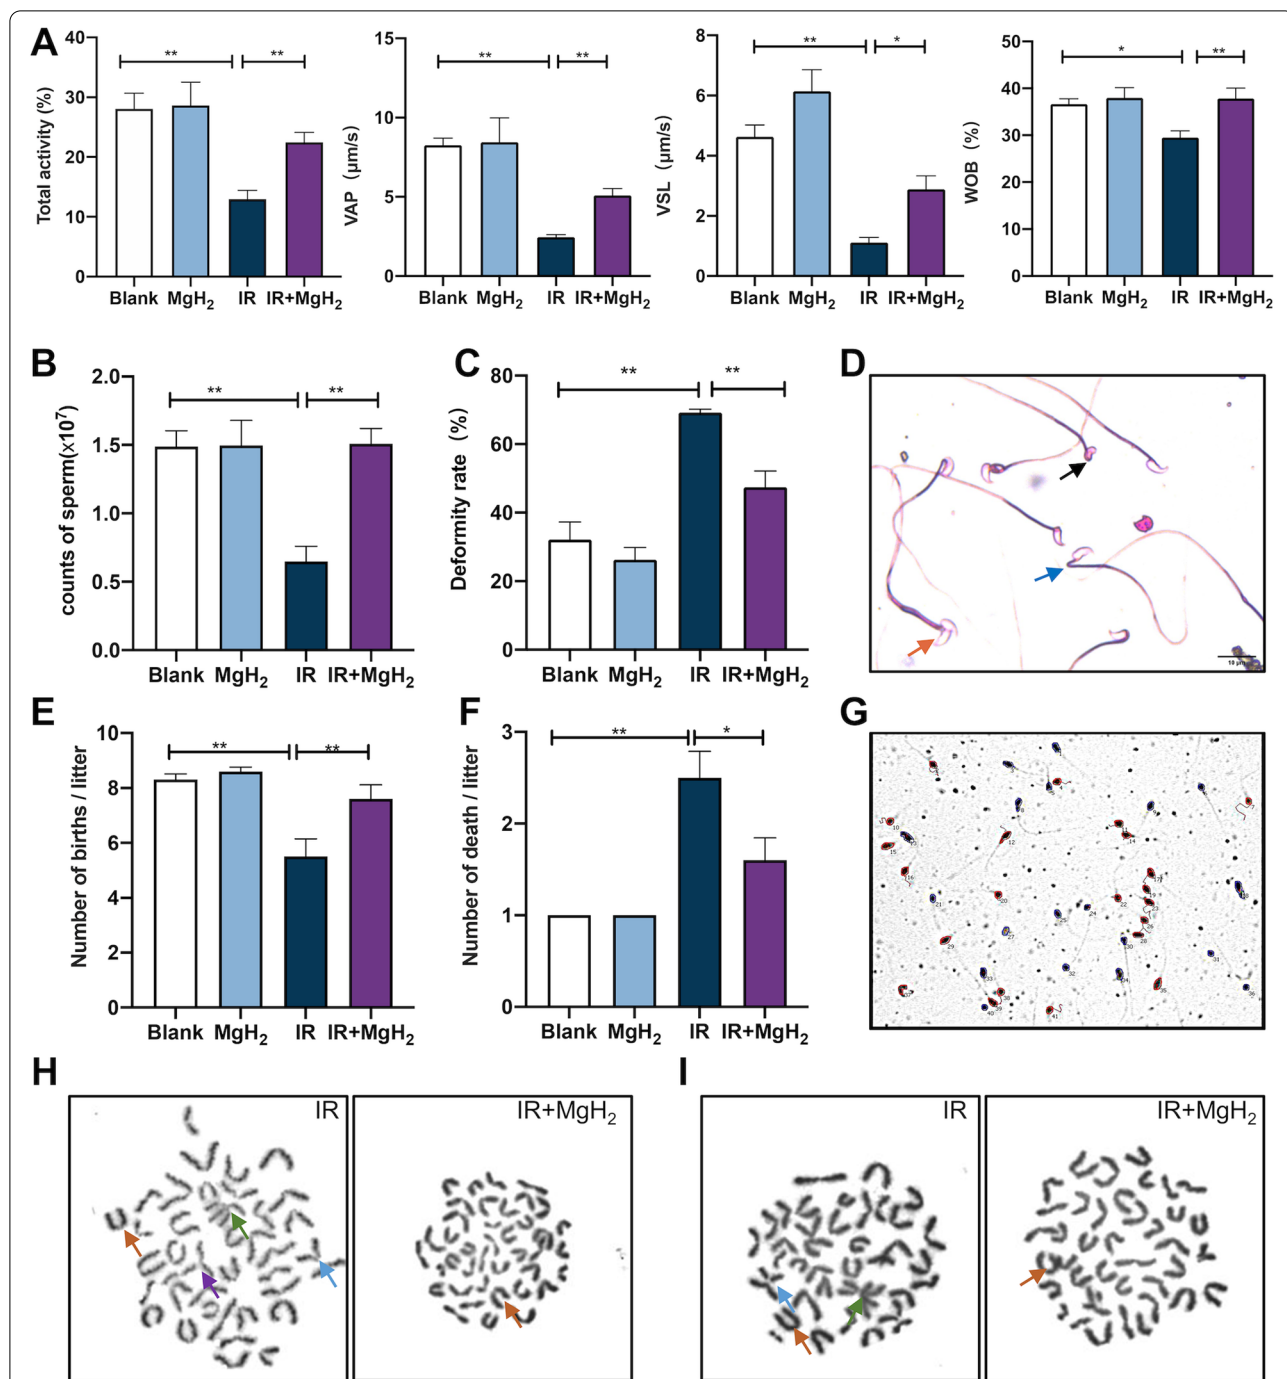 A
Total activity (%)
40
30
20
10
0
** **
Blank MgH₂ IR IR+MgH₂
VAP (μm/s)
15
10
5
0
** **
Blank MgH₂ IR IR+MgH₂
VSL (μm/s)
8
6
4
2
0
** *
Blank MgH₂ IR IR+MgH₂
WOB (%)
50
40
30
20
10
0
* **
Blank MgH₂ IR IR+MgH₂
B
counts of sperm(x10⁷)
2.0
1.5
1.0
0.5
0.0
** **
Blank MgH₂ IR IR+MgH₂
C
Deformity rate (%)
80
60
40
20
0
** **
Blank MgH₂ IR IR+MgH₂
D
10 μm
E
Number of births / litter
10
8
6
4
2
0
** **
Blank MgH₂ IR IR+MgH₂
F
Number of death / litter
3
2
1
0
** *
Blank MgH₂ IR IR+MgH₂
G
H
IR
IR+MgH₂
I
IR
IR+MgH₂